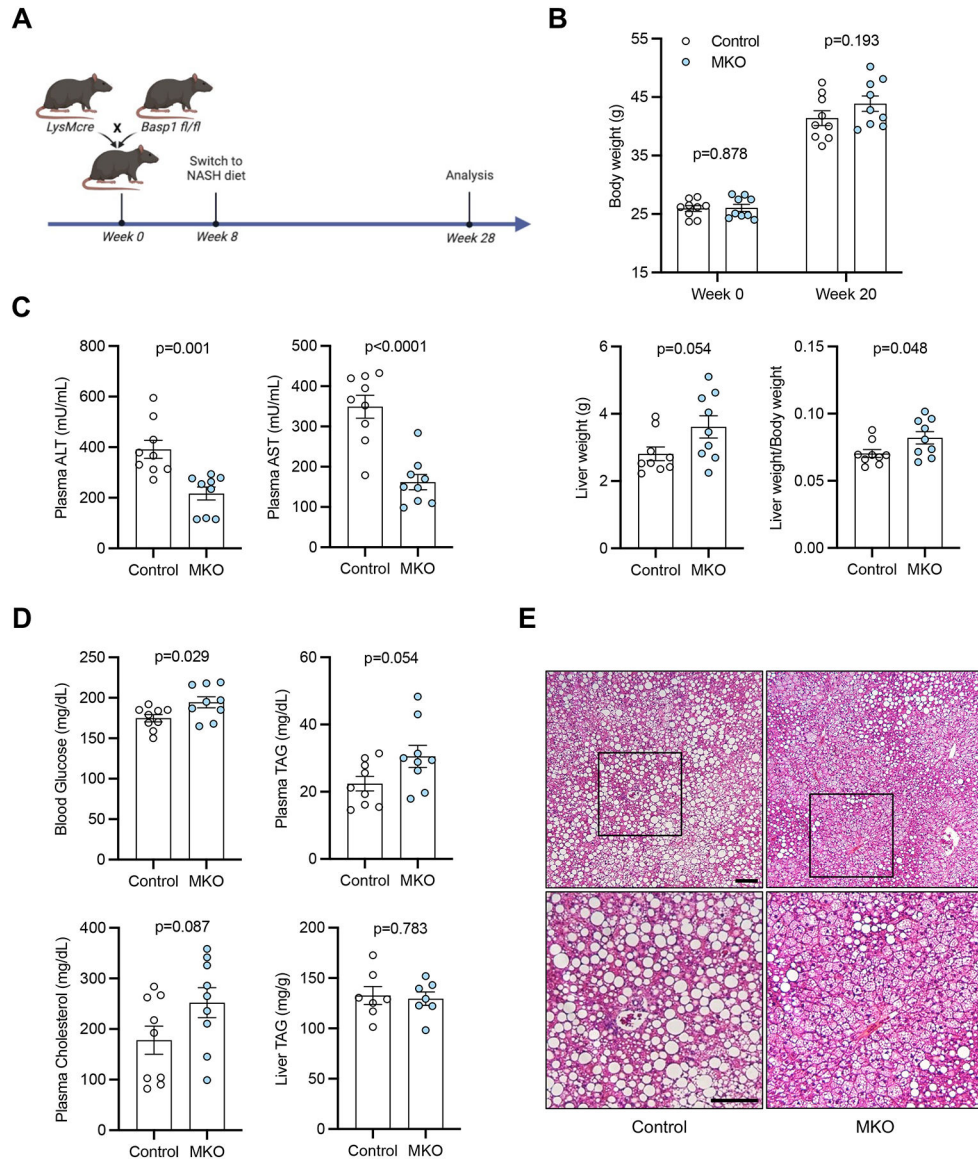 A
LysMcre
X
Basp1 fl/fl
Switch to
NASH diet
Analysis
Week 0
Week 8
Week 28
B
Body weight (g)
55
45
35
25
15
Control
MKO
p=0.878
p=0.193
Week 0
Week 20
C
Plasma ALT (mU/mL)
800
600
400
200
0
p=0.001
Control
MKO
Plasma AST (mU/mL)
500
400
300
200
100
0
p<0.0001
Control
MKO
Liver weight (g)
6
4
2
0
p=0.054
Control
MKO
Liver weight/Body weight
0.15
0.10
0.05
0.00
p=0.048
Control
MKO
D
Blood Glucose (mg/dL)
250
200
150
100
50
0
p=0.029
Control
MKO
Plasma TAG (mg/dL)
60
40
20
0
p=0.054
Control
MKO
Plasma Cholesterol (mg/dL)
400
300
200
100
0
p=0.087
Control
MKO
Liver TAG (mg/g)
200
150
100
50
0
p=0.783
Control
MKO
E
Control
MKO